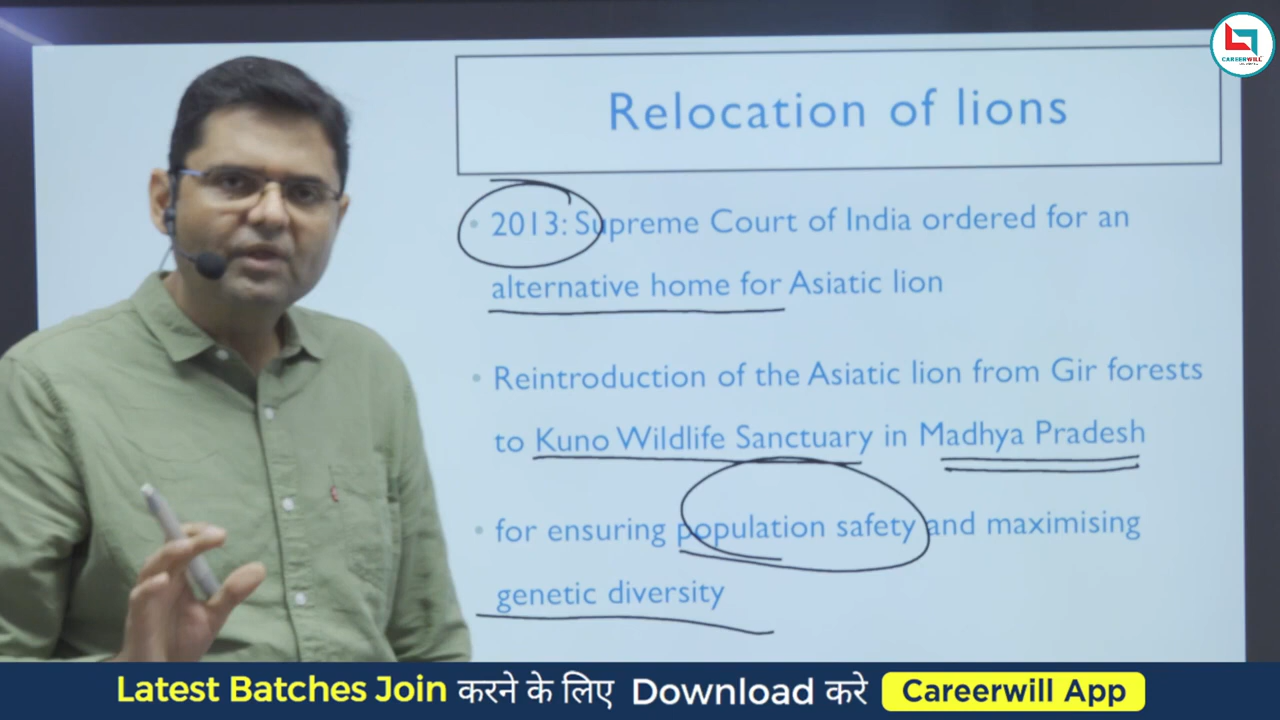 CAREERWILL
Relocation of lions
• 2013: Supreme Court of India ordered for an
alternative home for Asiatic lion
• Reintroduction of the Asiatic lion from Gir forests
to Kuno Wildlife Sanctuary in Madhya Pradesh
• for ensuring population safety and maximising
genetic diversity
Latest Batches Join करने के लिए Download करे Careerwill App